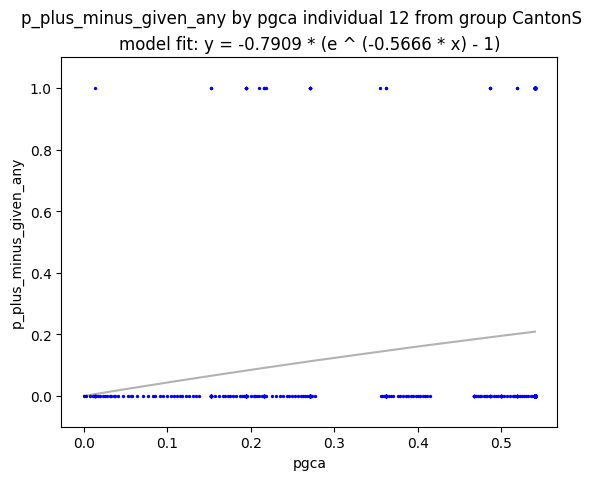 p_plus_minus_given_any by pgca individual 12 from group CantonS
model fit: y = -0.7909 * (e ^ (-0.5666 * x) - 1)
p_plus_minus_given_any
1.0
0.8
0.6
0.4
0.2
0.0
0.0 0.1 0.2 0.3 0.4 0.5
pgca